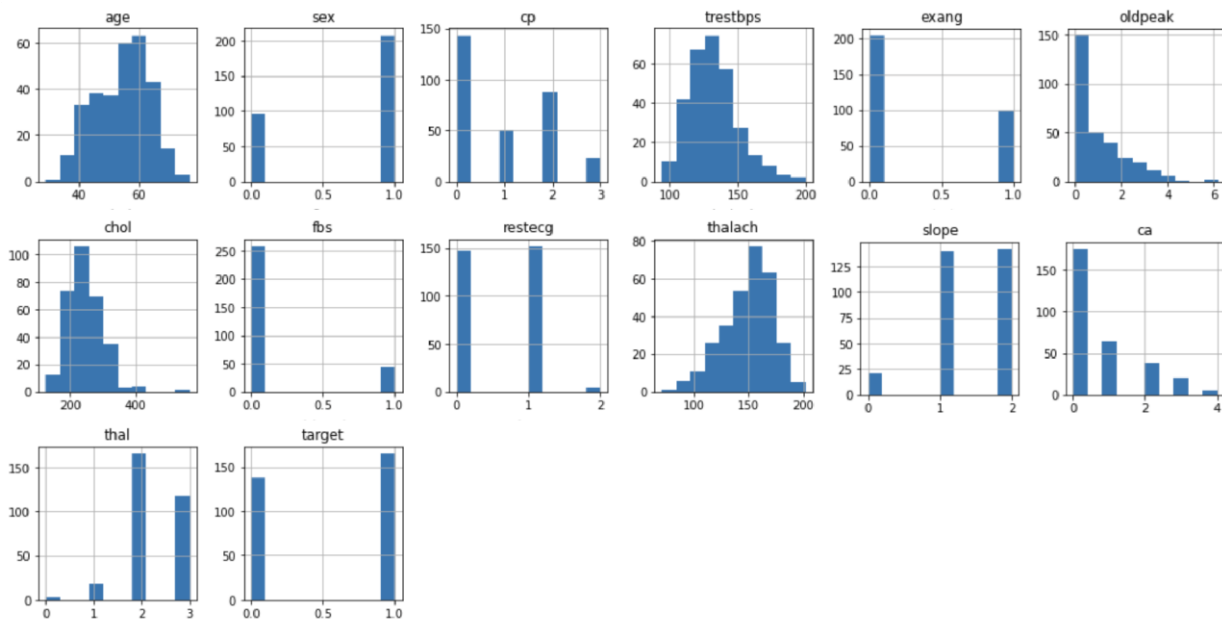 age sex cp trestbps exang oldpeak
60 40 20 0
40 60
200 150 100 50 0
0.0 0.5 1.0
150 100 50 0
0 1 2 3
60 40 20 0
100 150 200
200 150 100 50 0
0.0 0.5 1.0
150 100 50 0
0 2 4 6
chol fbs restecg thalach slope ca
100 80 60 40 20 0
200 400
250 200 150 100 50 0
0.0 0.5 1.0
150 100 50 0
0 1 2
80 60 40 20 0
100 150 200
125 100 75 50 25 0
0 1 2
150 100 50 0
0 2 4
thal target
150 100 50 0
0 1 2 3
150 100 50 0
0.0 0.5 1.0